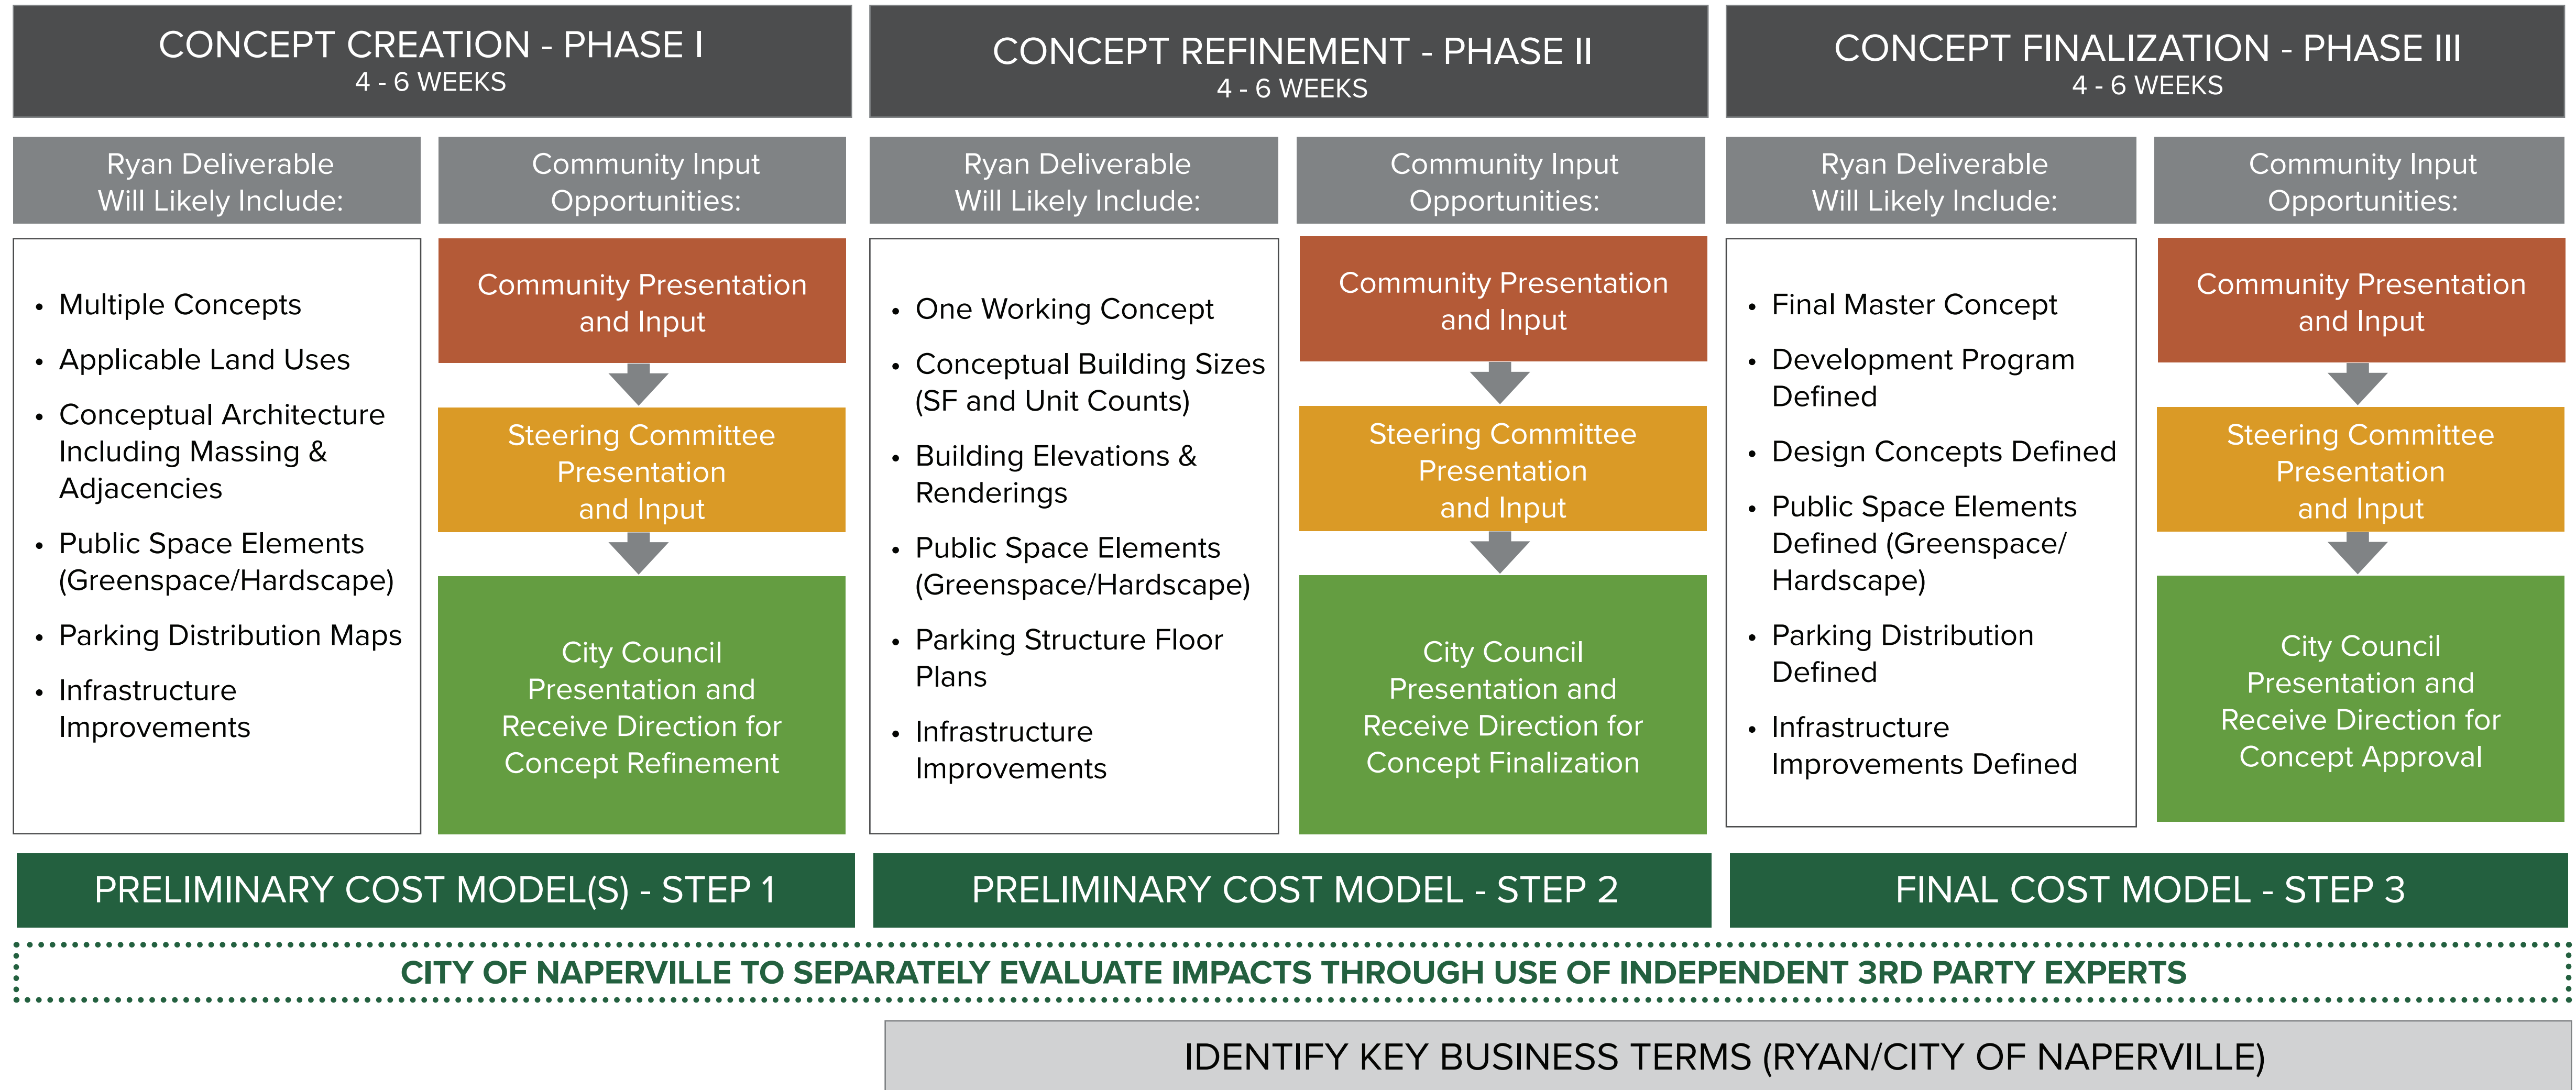 CONCEPT CREATION - PHASE I
4 - 6 WEEKS
Ryan Deliverable
Will Likely Include:
• Multiple Concepts
• Applicable Land Uses
• Conceptual Architecture
Including Massing &
Adjacencies
• Public Space Elements
(Greenspace/Hardscape)
• Parking Distribution Maps
• Infrastructure
Improvements
Community Input
Opportunities:
Community Presentation
and Input
Steering Committee
Presentation
and Input
City Council
Presentation and
Receive Direction for
Concept Refinement
PRELIMINARY COST MODEL(S) - STEP 1
CONCEPT REFINEMENT - PHASE II
4 - 6 WEEKS
Ryan Deliverable
Will Likely Include:
• One Working Concept
• Conceptual Building Sizes
(SF and Unit Counts)
• Building Elevations &
Renderings
• Public Space Elements
(Greenspace/Hardscape)
• Parking Structure Floor
Plans
• Infrastructure
Improvements
Community Input
Opportunities:
Community Presentation
and Input
Steering Committee
Presentation
and Input
City Council
Presentation and
Receive Direction for
Concept Finalization
PRELIMINARY COST MODEL - STEP 2
CONCEPT FINALIZATION - PHASE III
4 - 6 WEEKS
Ryan Deliverable
Will Likely Include:
• Final Master Concept
• Development Program
Defined
• Design Concepts Defined
• Public Space Elements
Defined (Greenspace/
Hardscape)
• Parking Distribution
Defined
• Infrastructure
Improvements Defined
Community Input
Opportunities:
Community Presentation
and Input
Steering Committee
Presentation
and Input
City Council
Presentation and
Receive Direction for
Concept Approval
FINAL COST MODEL - STEP 3
CITY OF NAPERVILLE TO SEPARATELY EVALUATE IMPACTS THROUGH USE OF INDEPENDENT 3RD PARTY EXPERTS
IDENTIFY KEY BUSINESS TERMS (RYAN/CITY OF NAPERVILLE)